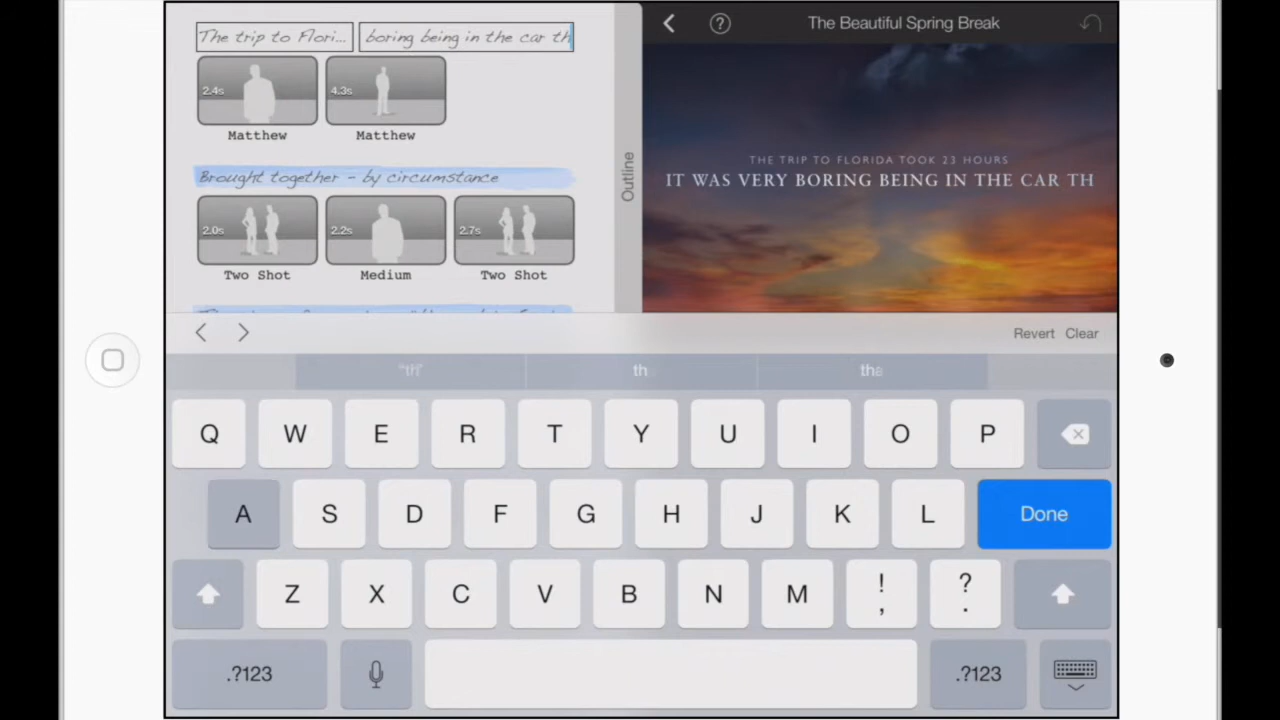 The trip to Flori... boring being in the car th
2.4s 4.3s
Matthew Matthew
Brought together - by circumstance
2.0s 2.2s 2.7s
Two Shot Medium Two Shot
Outline
? The Beautiful Spring Break
THE TRIP TO FLORIDA TOOK 23 HOURS
IT WAS VERY BORING BEING IN THE CAR TH
Revert Clear
"th" th tha
Q W E R T Y U I O P
A S D F G H J K L Done
Z X C V B N M ! , ? .
.?123 .?123